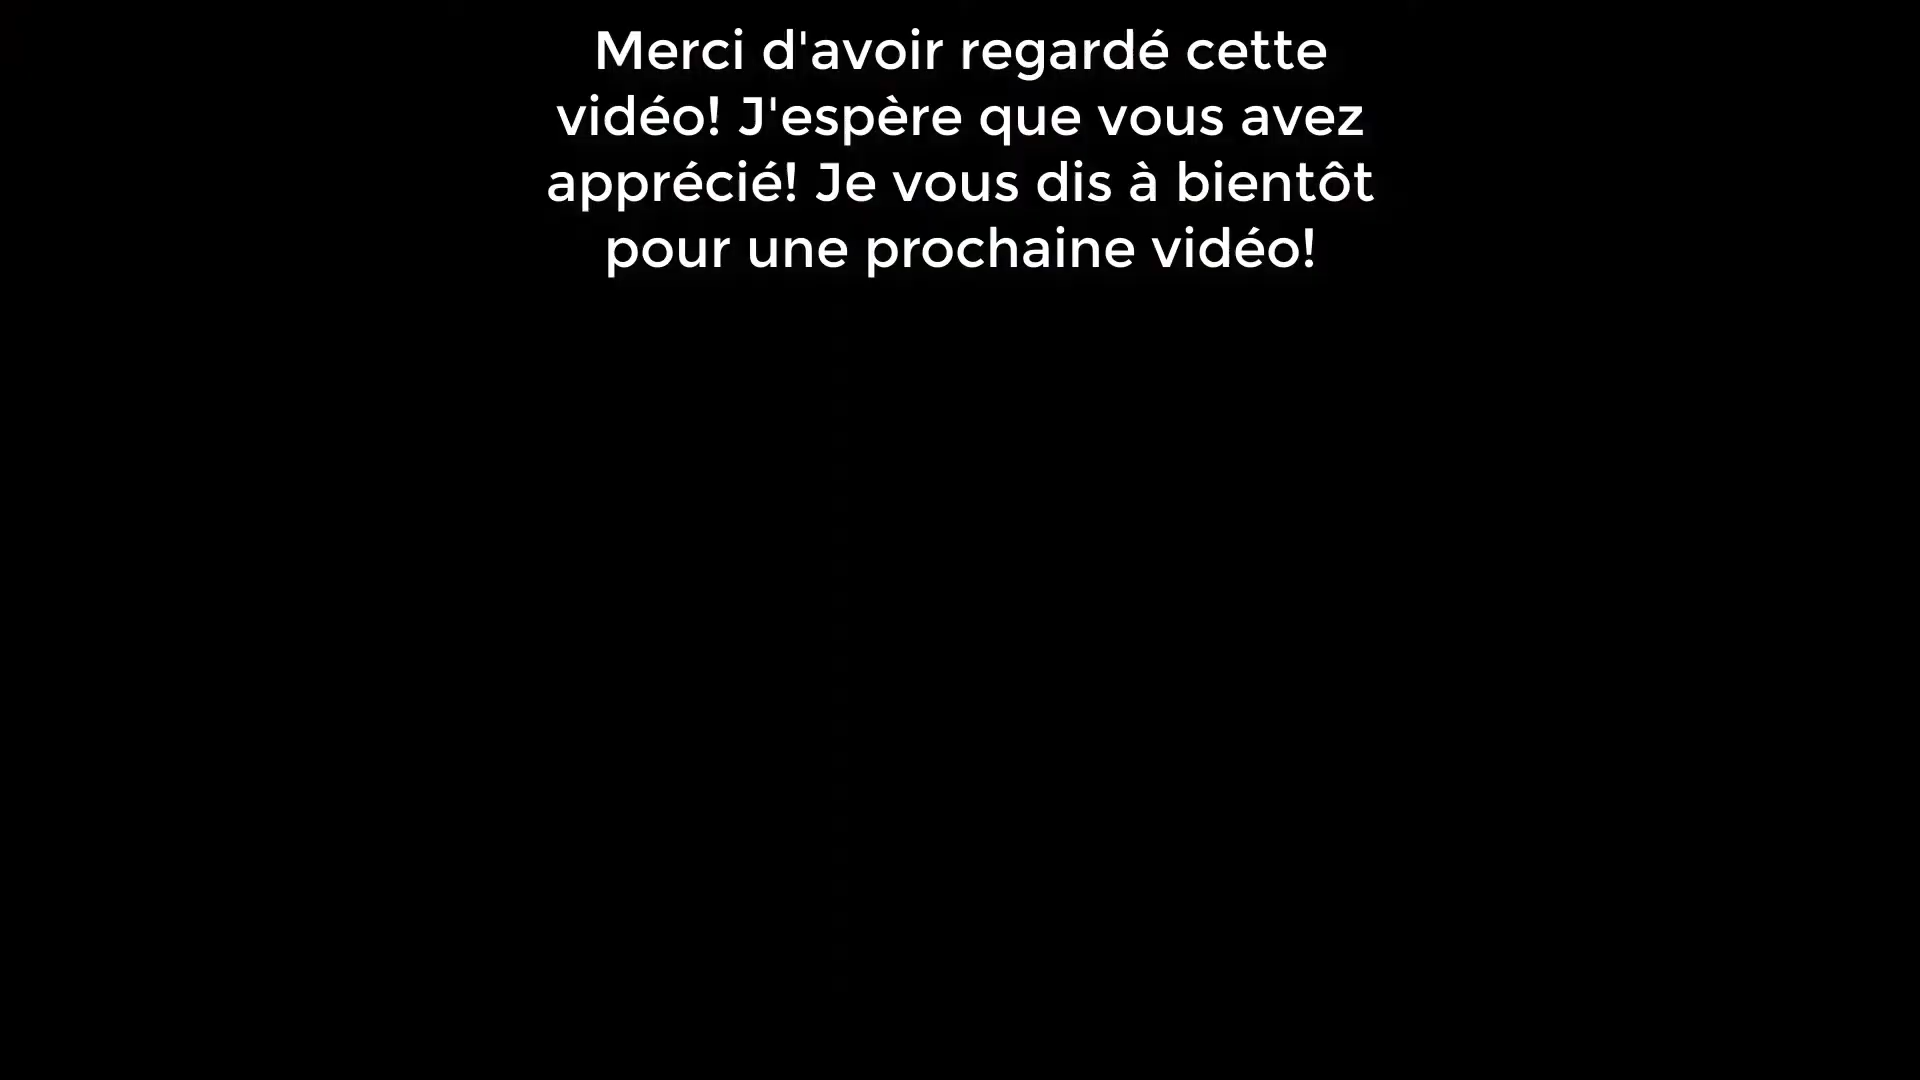 Merci d'avoir regardé cette
vidéo! J'espère que vous avez
apprécié! Je vous dis à bientôt
pour une prochaine vidéo!